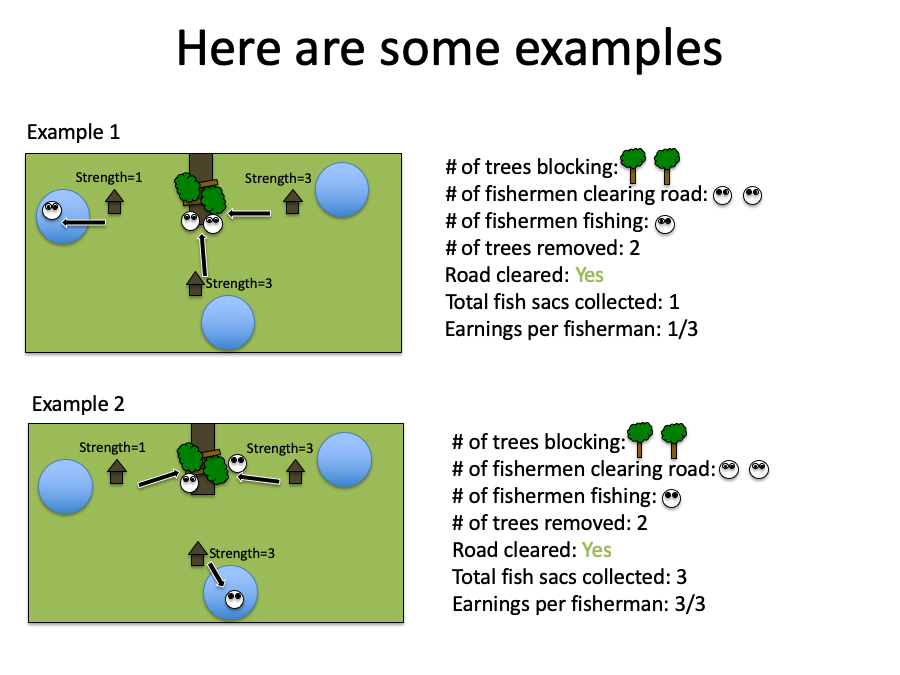 Here are some examples
Example 1
Strength=1
Strength=3
Strength=3
# of trees blocking:
# of fishermen clearing road:
# of fishermen fishing:
# of trees removed: 2
Road cleared: Yes
Total fish sacs collected: 1
Earnings per fisherman: 1/3
Example 2
Strength=1
Strength=3
Strength=3
# of trees blocking:
# of fishermen clearing road:
# of fishermen fishing:
# of trees removed: 2
Road cleared: Yes
Total fish sacs collected: 3
Earnings per fisherman: 3/3